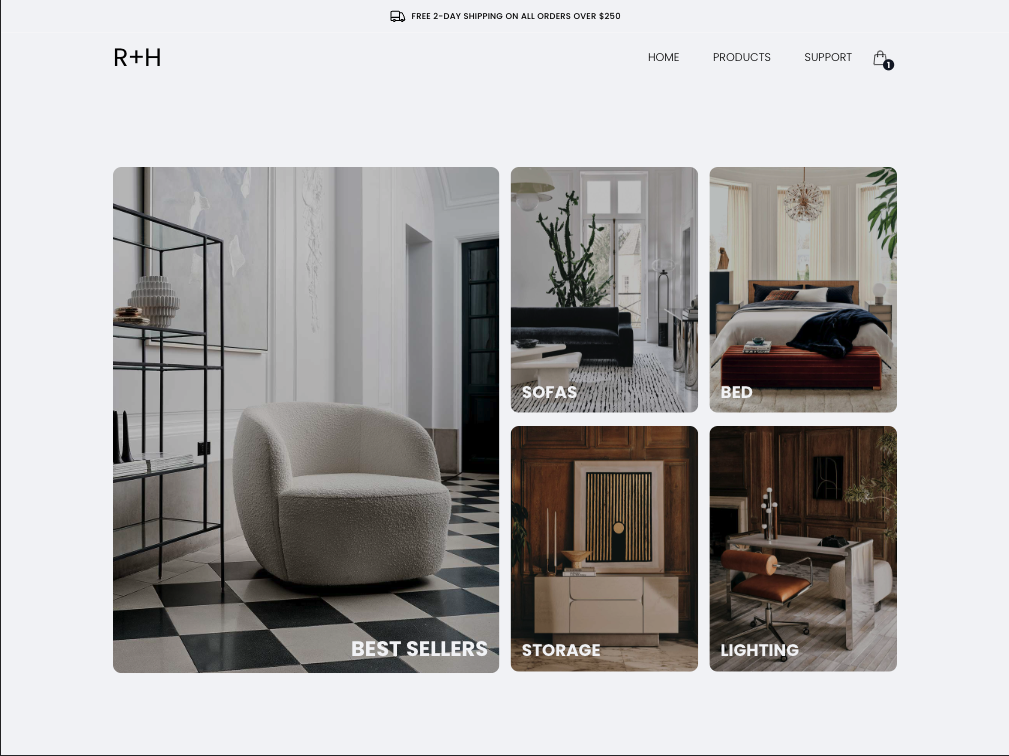 FREE 2-DAY SHIPPING ON ALL ORDERS OVER $250
R+H
HOME PRODUCTS SUPPORT 1
SOFAS
BED
BEST SELLERS
STORAGE
LIGHTING